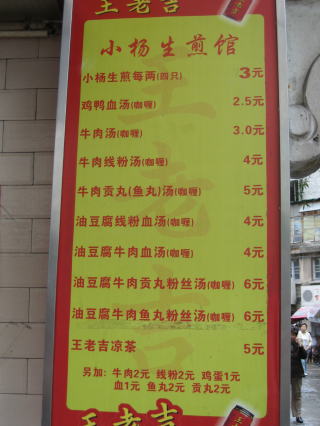 王老吉
小杨生煎馆
小杨生煎每两(四只) 3元
鸡鸭血汤(咖喱) 2.5元
牛肉汤(咖喱) 3.0元
牛肉线粉汤(咖喱) 4元
牛肉贡丸(鱼丸)汤(咖喱) 5元
油豆腐线粉血汤(咖喱) 4元
油豆腐牛肉血汤(咖喱) 4元
油豆腐牛肉贡丸粉丝汤(咖喱) 6元
油豆腐牛肉鱼丸粉丝汤(咖喱) 6元
王老吉凉茶 5元
另加: 牛肉2元 线粉2元 鸡蛋1元
血1元 鱼丸2元 贡丸2元
王老吉
王老吉